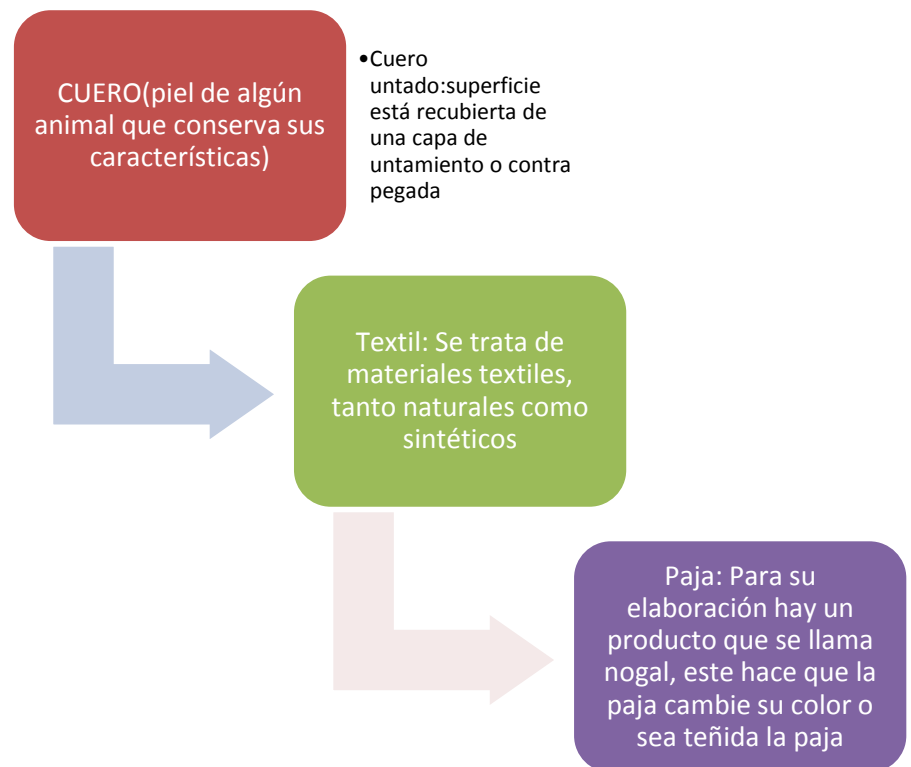 CUERO(piel de algún
animal que conserva sus
características)
•Cuero
untado:superficie
está recubierta de
una capa de
untamiento o contra
pegada
Textil: Se trata de
materiales textiles,
tanto naturales como
sintéticos
Paja: Para su
elaboración hay un
producto que se llama
nogal, este hace que la
paja cambie su color o
sea teñida la paja